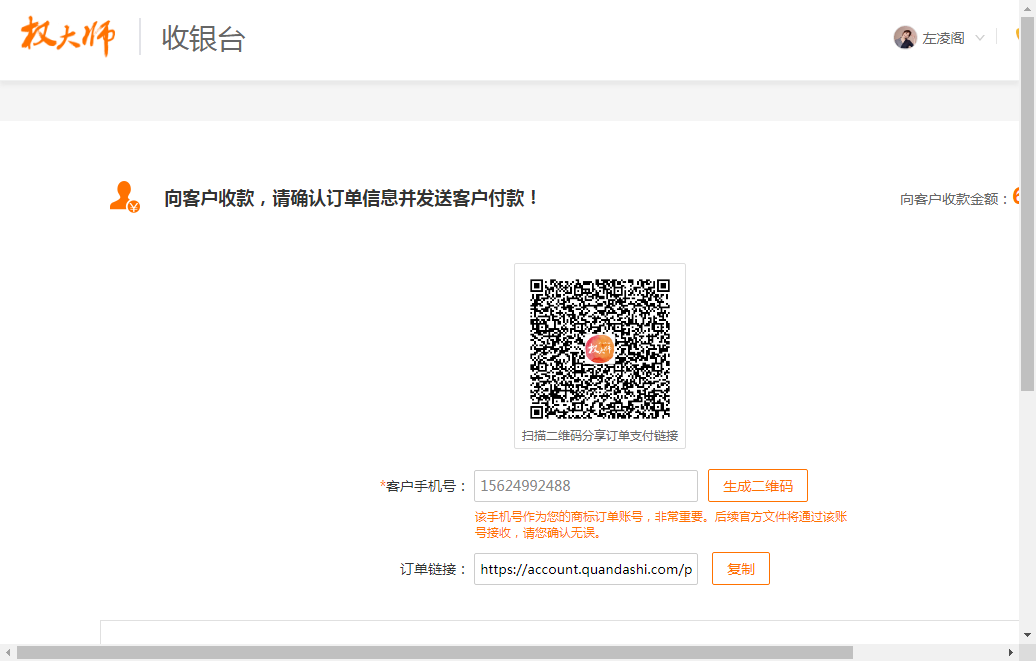 权大师 收银台 左凌阁
向客户收款，请确认订单信息并发送客户付款！ 向客户收款金额：
权大师
扫描二维码分享订单支付链接
*客户手机号： 15624992488 生成二维码
该手机号作为您的商标订单账号，非常重要。后续官方文件将通过该账
号接收，请您确认无误。
订单链接： https://account.quandashi.com/p 复制